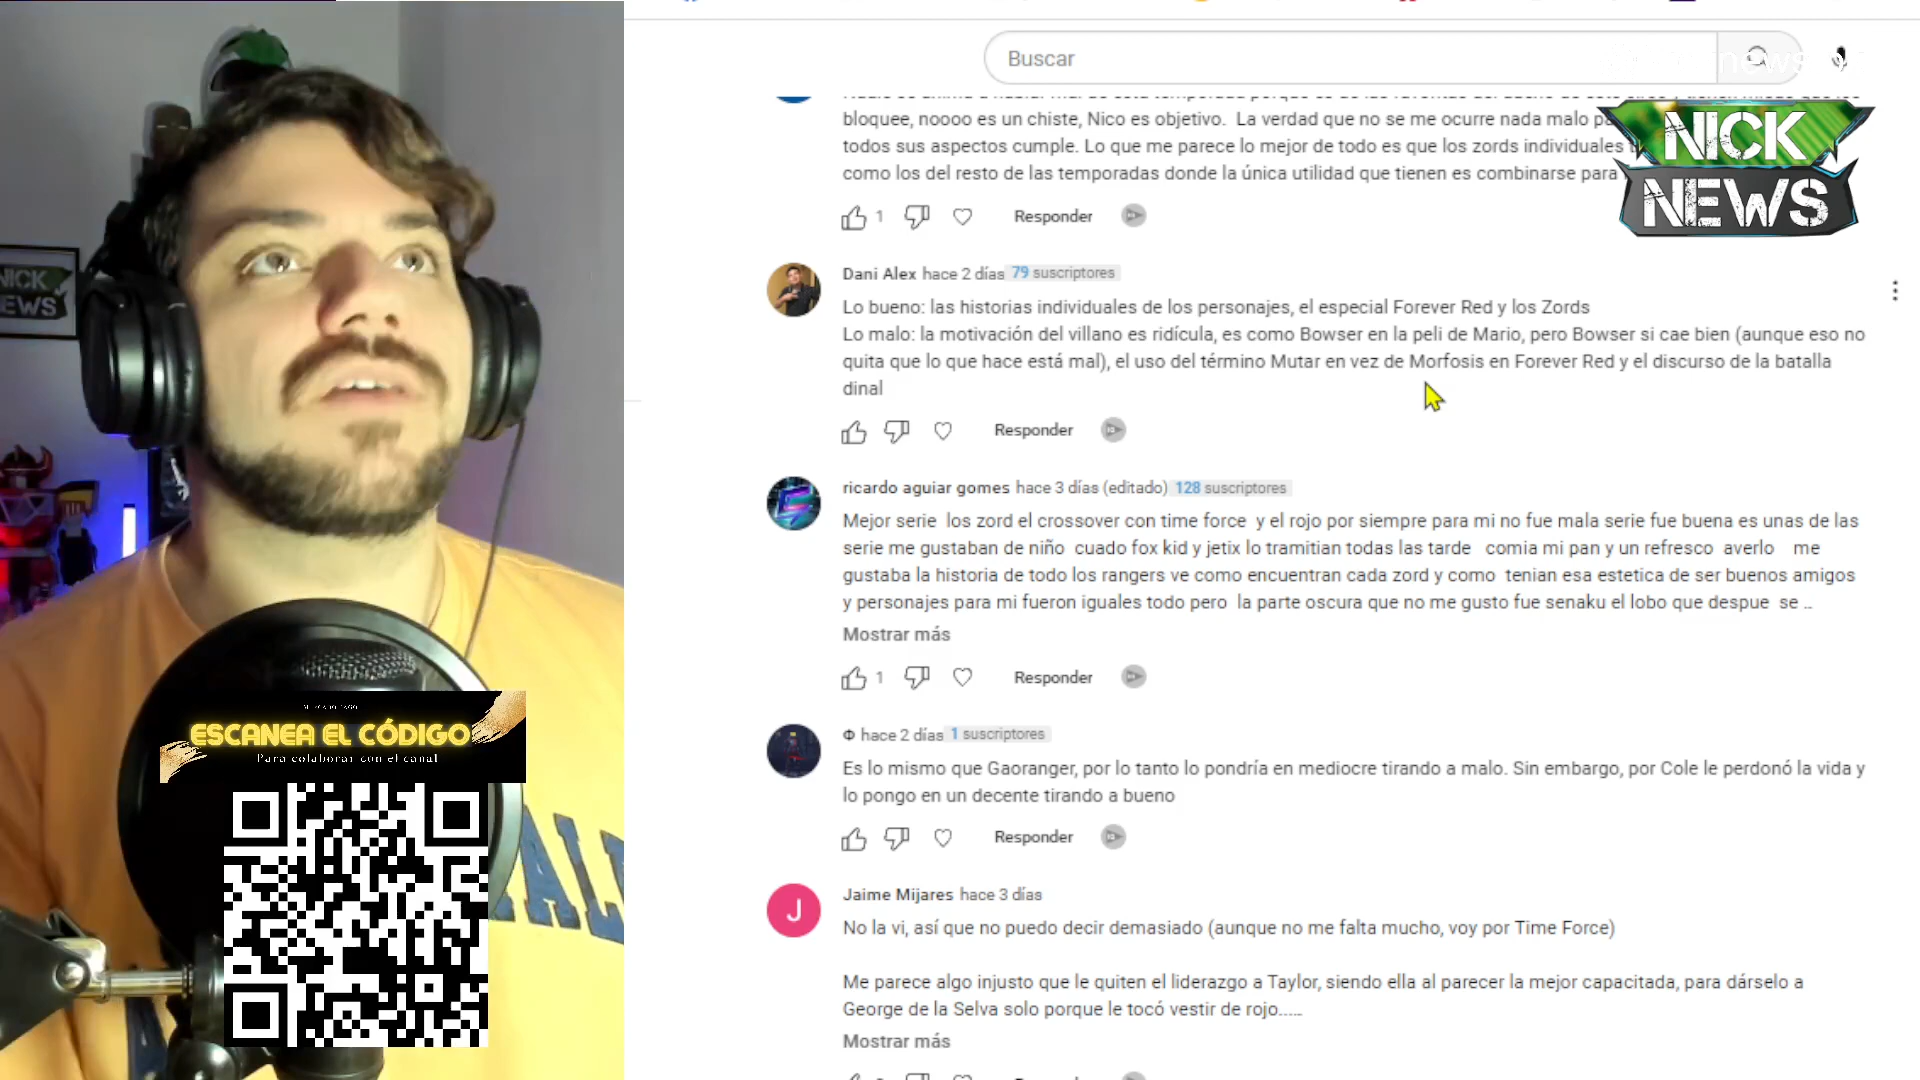 Buscar
NICK
NEWS
bloquee, noooo es un chiste, Nico es objetivo.  La verdad que no se me ocurre nada malo
todos sus aspectos cumple. Lo que me parece lo mejor de todo es que los zords individuales
como los del resto de las temporadas donde la única utilidad que tienen es combinarse para
1 Responder
Dani Alex hace 2 días 79 suscriptores
Lo bueno: las historias individuales de los personajes, el especial Forever Red y los Zords
Lo malo: la motivación del villano es ridícula, es como Bowser en la peli de Mario, pero Bowser si cae bien (aunque eso no
quita que lo que hace está mal), el uso del término Mutar en vez de Morfosis en Forever Red y el discurso de la batalla
dinal
Responder
ricardo aguiar gomes hace 3 días (editado) 128 suscriptores
Mejor serie  los zord el crossover con time force  y el rojo por siempre para mi no fue mala serie fue buena es unas de las
serie me gustaban de niño  cuado fox kid y jetix lo tramitian todas las tarde   comia mi pan y un refresco  averlo    me
gustaba la historia de todo los rangers ve como encuentran cada zord y como  tenian esa estetica de ser buenos amigos
y personajes para mi fueron iguales todo pero  la parte oscura que no me gusto fue senaku el lobo que despue  se ..
Mostrar más
1 Responder
Φ hace 2 días 1 suscriptores
Es lo mismo que Gaoranger, por lo tanto lo pondría en mediocre tirando a malo. Sin embargo, por Cole le perdonó la vida y
lo pongo en un decente tirando a bueno
Responder
J
Jaime Mijares hace 3 días
No la vi, así que no puedo decir demasiado (aunque no me falta mucho, voy por Time Force)
Me parece algo injusto que le quiten el liderazgo a Taylor, siendo ella al parecer la mejor capacitada, para dárselo a
George de la Selva solo porque le tocó vestir de rojo.....
Mostrar más
NICK
NEWS
ESCANEA EL CÓDIGO
Para colaborar con el canal